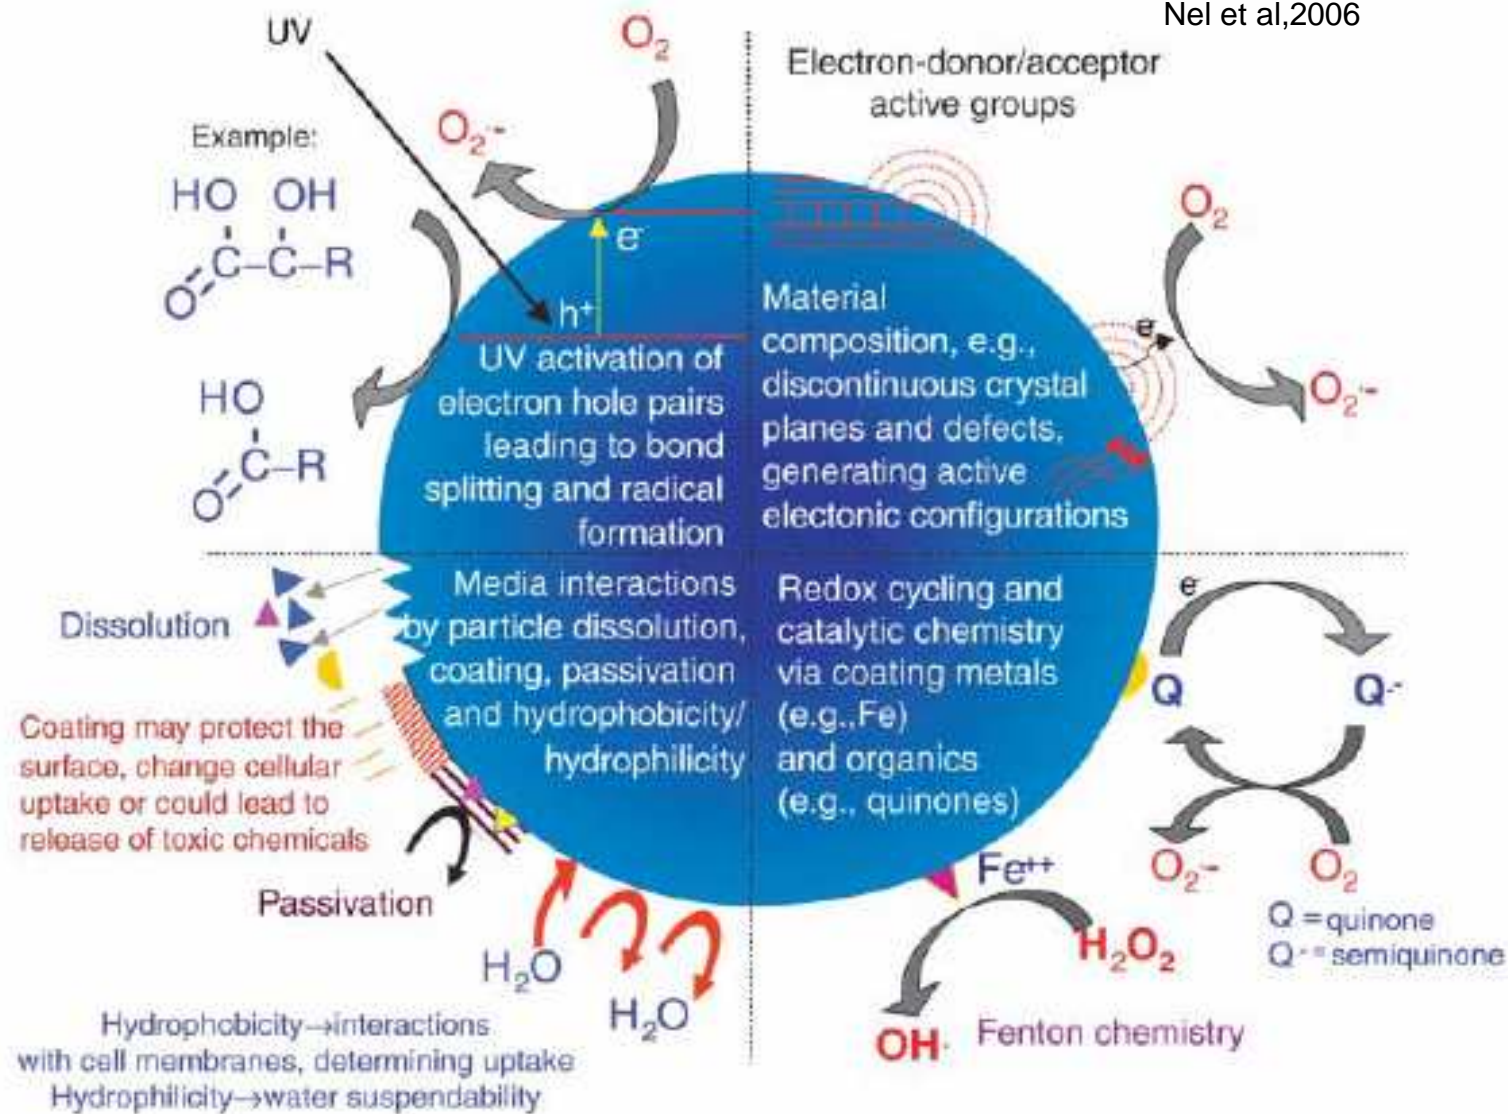 Nel et al,2006
UV
O₂
O₂·-
Example:
HO OH
C–C–R
O
HO
C–R
O
e-
h+
UV activation of
electron hole pairs
leading to bond
splitting and radical
formation
Electron-donor/acceptor
active groups
Material
composition, e.g.,
discontinuous crystal
planes and defects,
generating active
electonic configurations
O₂
e-
O₂·-
Dissolution
Media interactions
by particle dissolution,
coating, passivation
and hydrophobicity/
hydrophilicity
Coating may protect the
surface, change cellular
uptake or could lead to
release of toxic chemicals
Passivation
H₂O
H₂O
Hydrophobicity→interactions
with cell membranes, determining uptake
Hydrophilicity→water suspendability
Redox cycling and
catalytic chemistry
via coating metals
(e.g.,Fe)
and organics
(e.g., quinones)
e-
Q
Q·-
O₂·-
O₂
Q = quinone
Q·- = semiquinone
Fe++
H₂O₂
OH·
Fenton chemistry